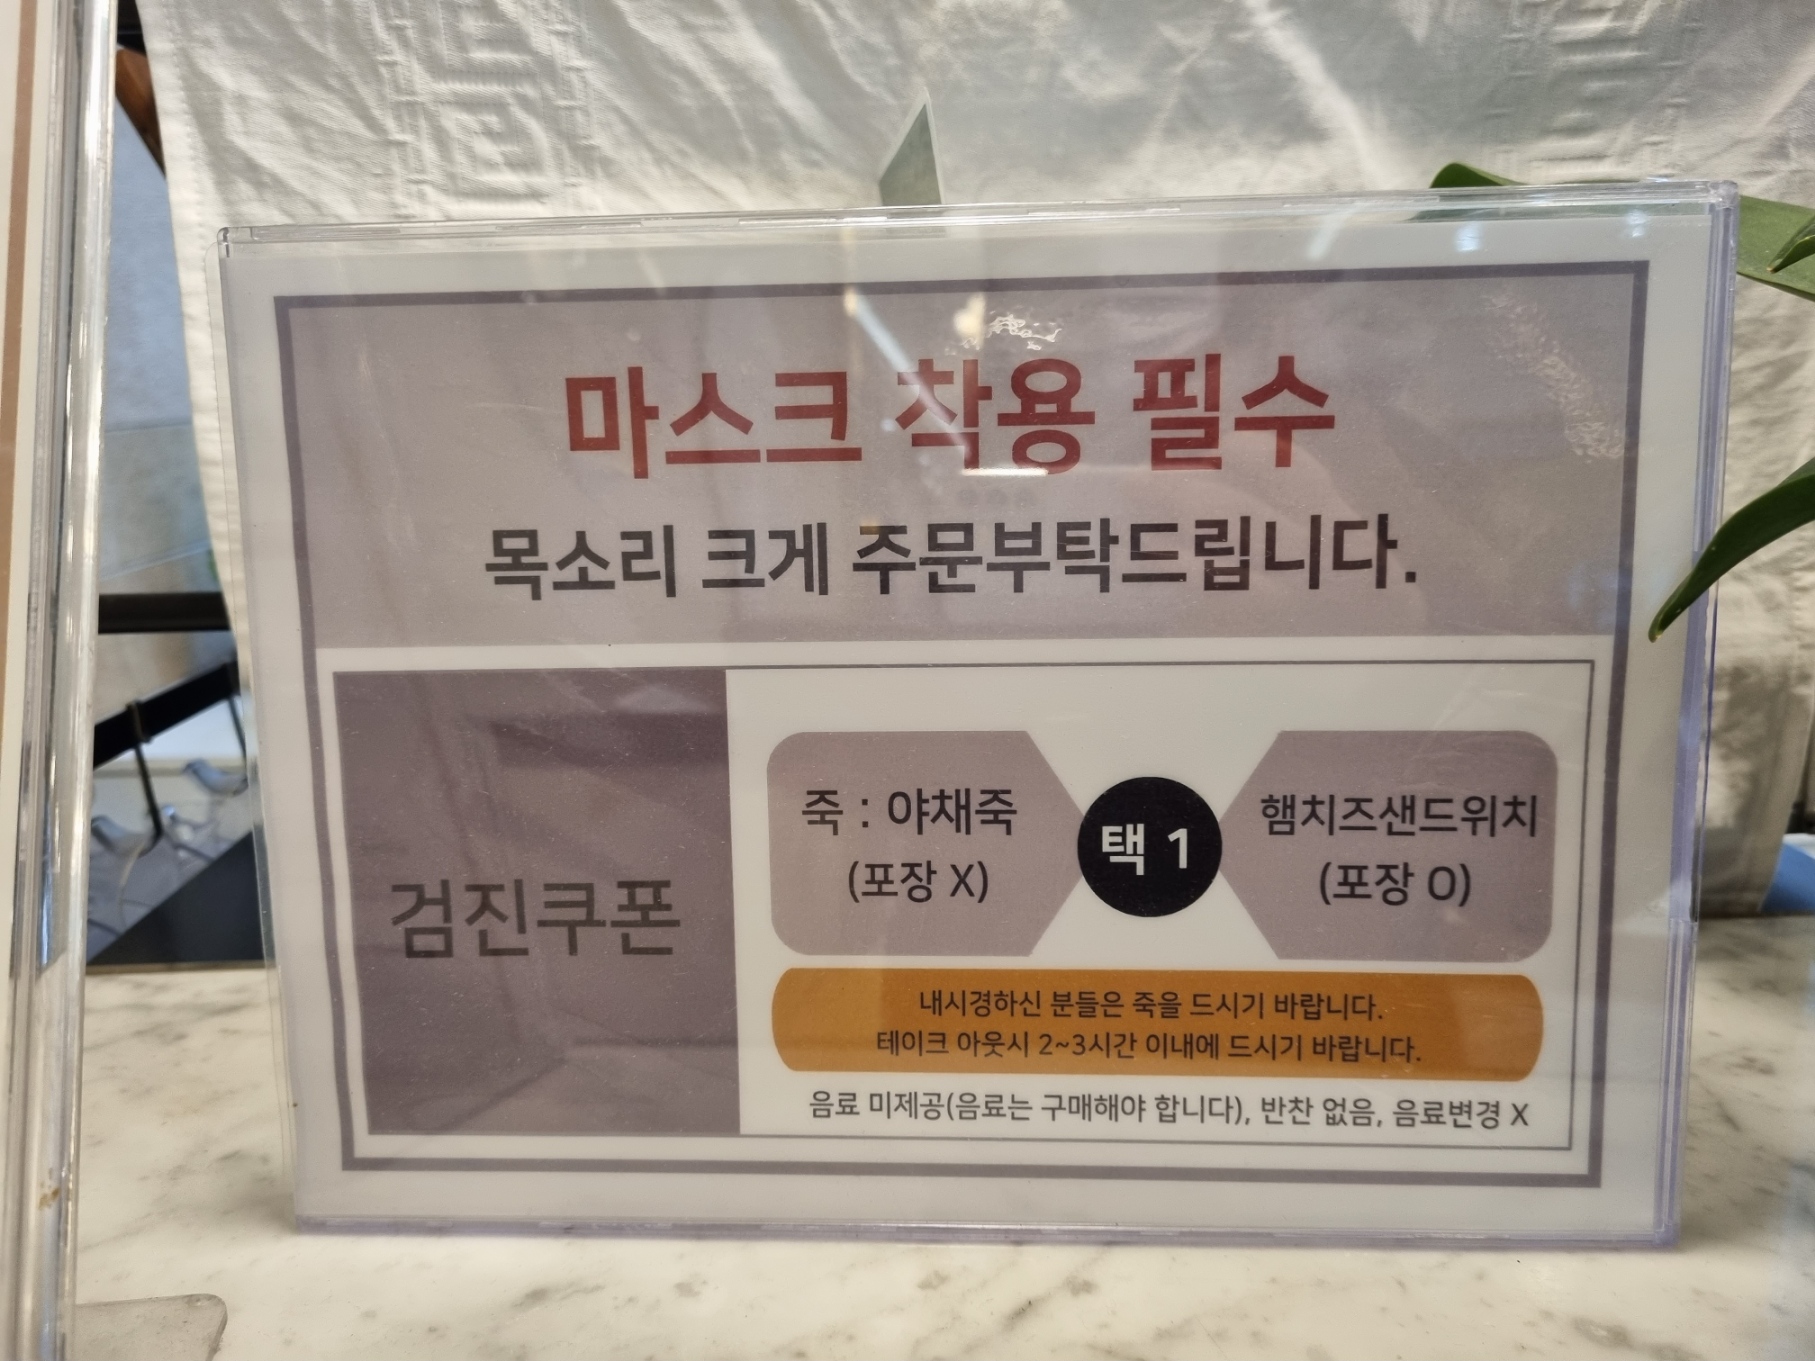 마스크 착용 필수
목소리 크게 주문부탁드립니다.
검진쿠폰
죽 : 야채죽
(포장 X)
택 1
햄치즈샌드위치
(포장 O)
내시경하신 분들은 죽을 드시기 바랍니다.
테이크 아웃시 2~3시간 이내에 드시기 바랍니다.
음료 미제공(음료는 구매해야 합니다), 반찬 없음, 음료변경 X